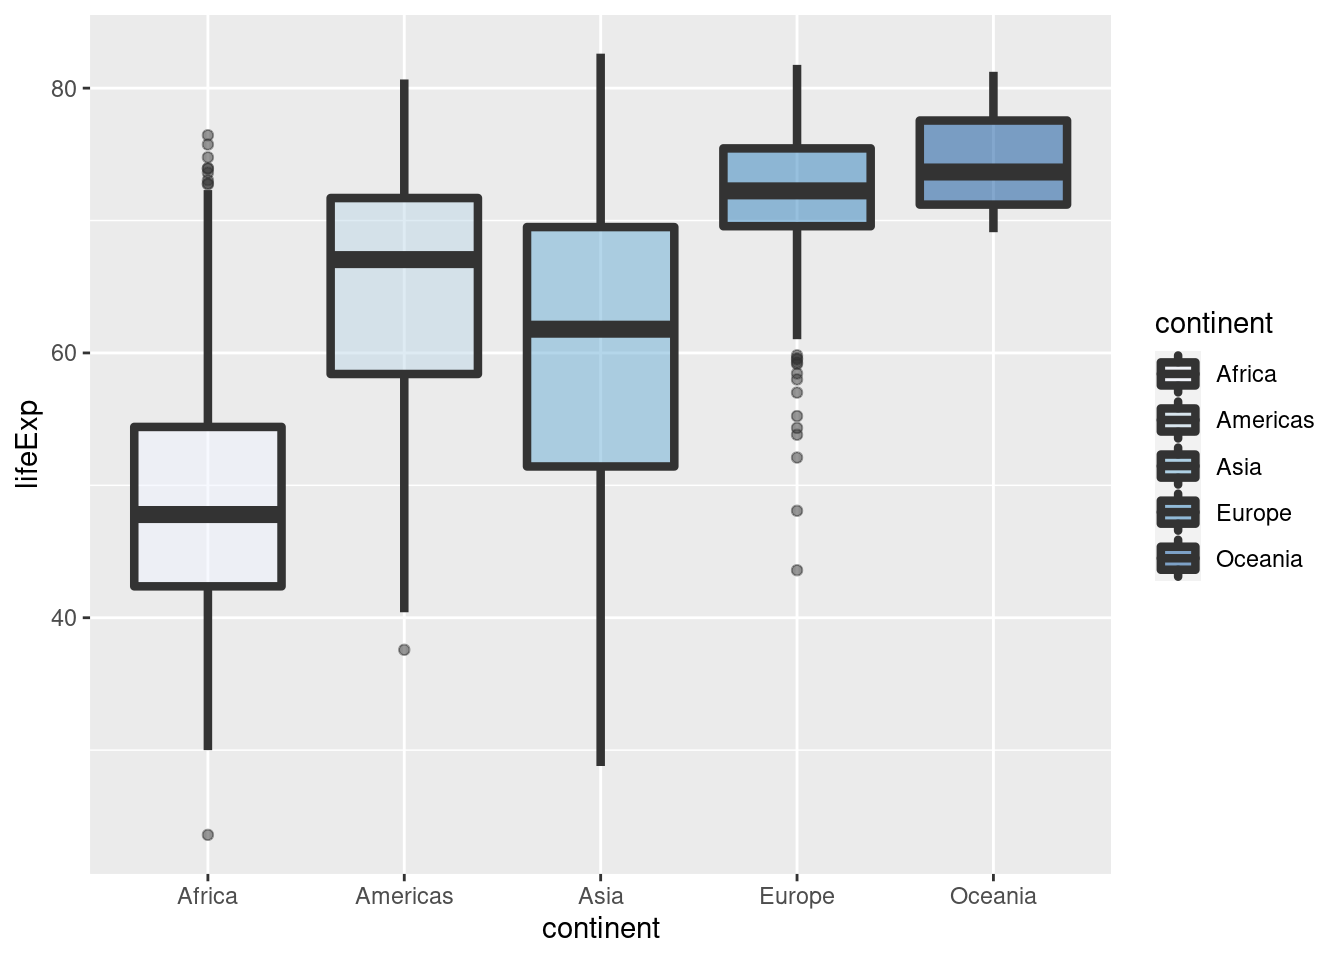 80
60
40
lifeExp
Africa
Americas
Asia
Europe
Oceania
continent
continent
Africa
Americas
Asia
Europe
Oceania